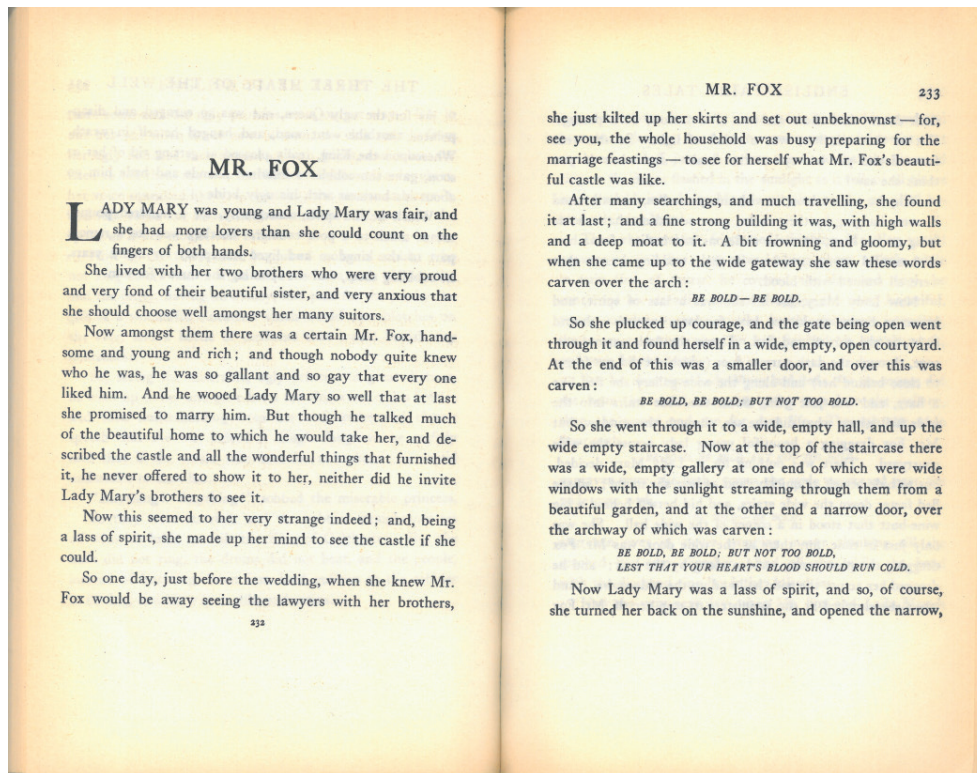 MR. FOX
LADY MARY was young and Lady Mary was fair, and
she had more lovers than she could count on the
fingers of both hands.
She lived with her two brothers who were very proud
and very fond of their beautiful sister, and very anxious that
she should choose well amongst her many suitors.
Now amongst them there was a certain Mr. Fox, hand-
some and young and rich; and though nobody quite knew
who he was, he was so gallant and so gay that every one
liked him. And he wooed Lady Mary so well that at last
she promised to marry him. But though he talked much
of the beautiful home to which he would take her, and de-
scribed the castle and all the wonderful things that furnished
it, he never offered to show it to her, neither did he invite
Lady Mary's brothers to see it.
Now this seemed to her very strange indeed; and, being
a lass of spirit, she made up her mind to see the castle if she
could.
So one day, just before the wedding, when she knew Mr.
Fox would be away seeing the lawyers with her brothers,
232
MR. FOX 233
she just kilted up her skirts and set out unbeknownst — for,
see you, the whole household was busy preparing for the
marriage feastings — to see for herself what Mr. Fox's beauti-
ful castle was like.
After many searchings, and much travelling, she found
it at last; and a fine strong building it was, with high walls
and a deep moat to it. A bit frowning and gloomy, but
when she came up to the wide gateway she saw these words
carven over the arch:
BE BOLD — BE BOLD.
So she plucked up courage, and the gate being open went
through it and found herself in a wide, empty, open courtyard.
At the end of this was a smaller door, and over this was
carven:
BE BOLD, BE BOLD; BUT NOT TOO BOLD.
So she went through it to a wide, empty hall, and up the
wide empty staircase. Now at the top of the staircase there
was a wide, empty gallery at one end of which were wide
windows with the sunlight streaming through them from a
beautiful garden, and at the other end a narrow door, over
the archway of which was carven:
BE BOLD, BE BOLD; BUT NOT TOO BOLD,
LEST THAT YOUR HEART'S BLOOD SHOULD RUN COLD.
Now Lady Mary was a lass of spirit, and so, of course,
she turned her back on the sunshine, and opened the narrow,